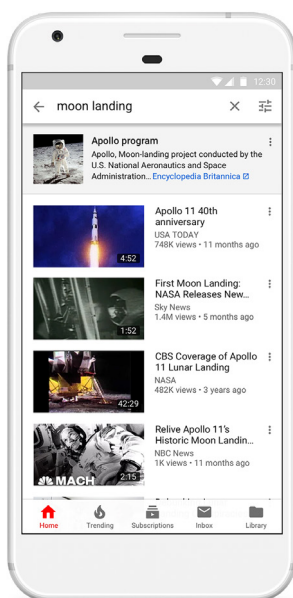 12:30
moon landing
Apollo program
Apollo, Moon-landing project conducted by the
U.S. National Aeronautics and Space
Administration... Encyclopedia Britannica
4:52
Apollo 11 40th
anniversary
USA TODAY
748K views • 11 months ago
1:52
First Moon Landing:
NASA Releases New...
Sky News
1.4M views • 5 months ago
42:29
CBS Coverage of Apollo
11 Lunar Landing
NASA
482K views • 3 years ago
MACH
2:15
Relive Apollo 11's
Historic Moon Landin...
NBC News
1K views • 11 months ago
Home
Trending
Subscriptions
Inbox
Library